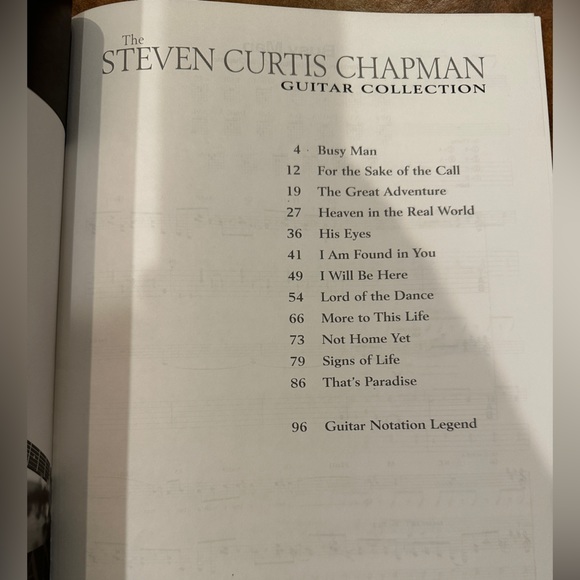 The
STEVEN CURTIS CHAPMAN
GUITAR COLLECTION
4 Busy Man
12 For the Sake of the Call
19 The Great Adventure
27 Heaven in the Real World
36 His Eyes
41 I Am Found in You
49 I Will Be Here
54 Lord of the Dance
66 More to This Life
73 Not Home Yet
79 Signs of Life
86 That's Paradise
96 Guitar Notation Legend